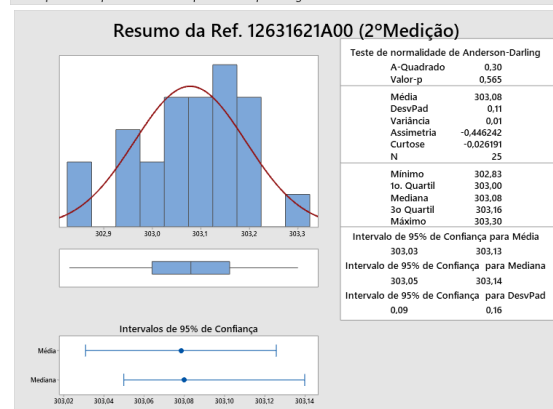 Resumo da Ref. 12631621A00 (2ºMedição)
302,9 303,0 303,1 303,2 303,3
Teste de normalidade de Anderson-Darling
A-Quadrado 0,30
Valor-p 0,565
Média 303,08
DesvPad 0,11
Variância 0,01
Assimetria -0,446242
Curtose -0,026191
N 25
Mínimo 302,83
1o. Quartil 303,00
Mediana 303,08
3o Quartil 303,16
Máximo 303,30
Intervalo de 95% de Confiança para Média
303,03 303,13
Intervalo de 95% de Confiança para Mediana
303,05 303,14
Intervalo de 95% de Confiança para DesvPad
0,09 0,16
Intervalos de 95% de Confiança
Média
Mediana
303,02 303,04 303,06 303,08 303,10 303,12 303,14